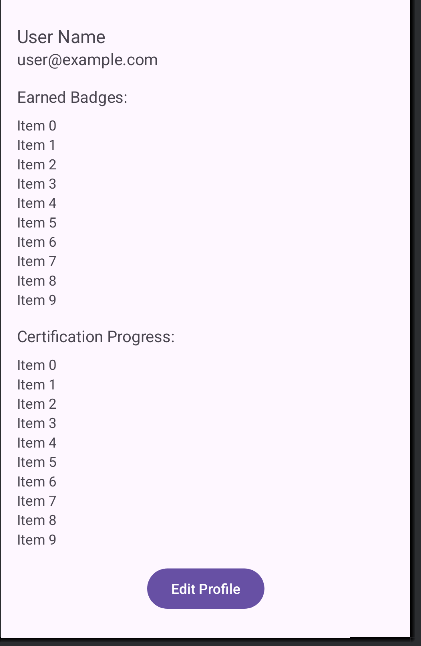 User Name
user@example.com
Earned Badges:
Item 0
Item 1
Item 2
Item 3
Item 4
Item 5
Item 6
Item 7
Item 8
Item 9
Certification Progress:
Item 0
Item 1
Item 2
Item 3
Item 4
Item 5
Item 6
Item 7
Item 8
Item 9
Edit Profile